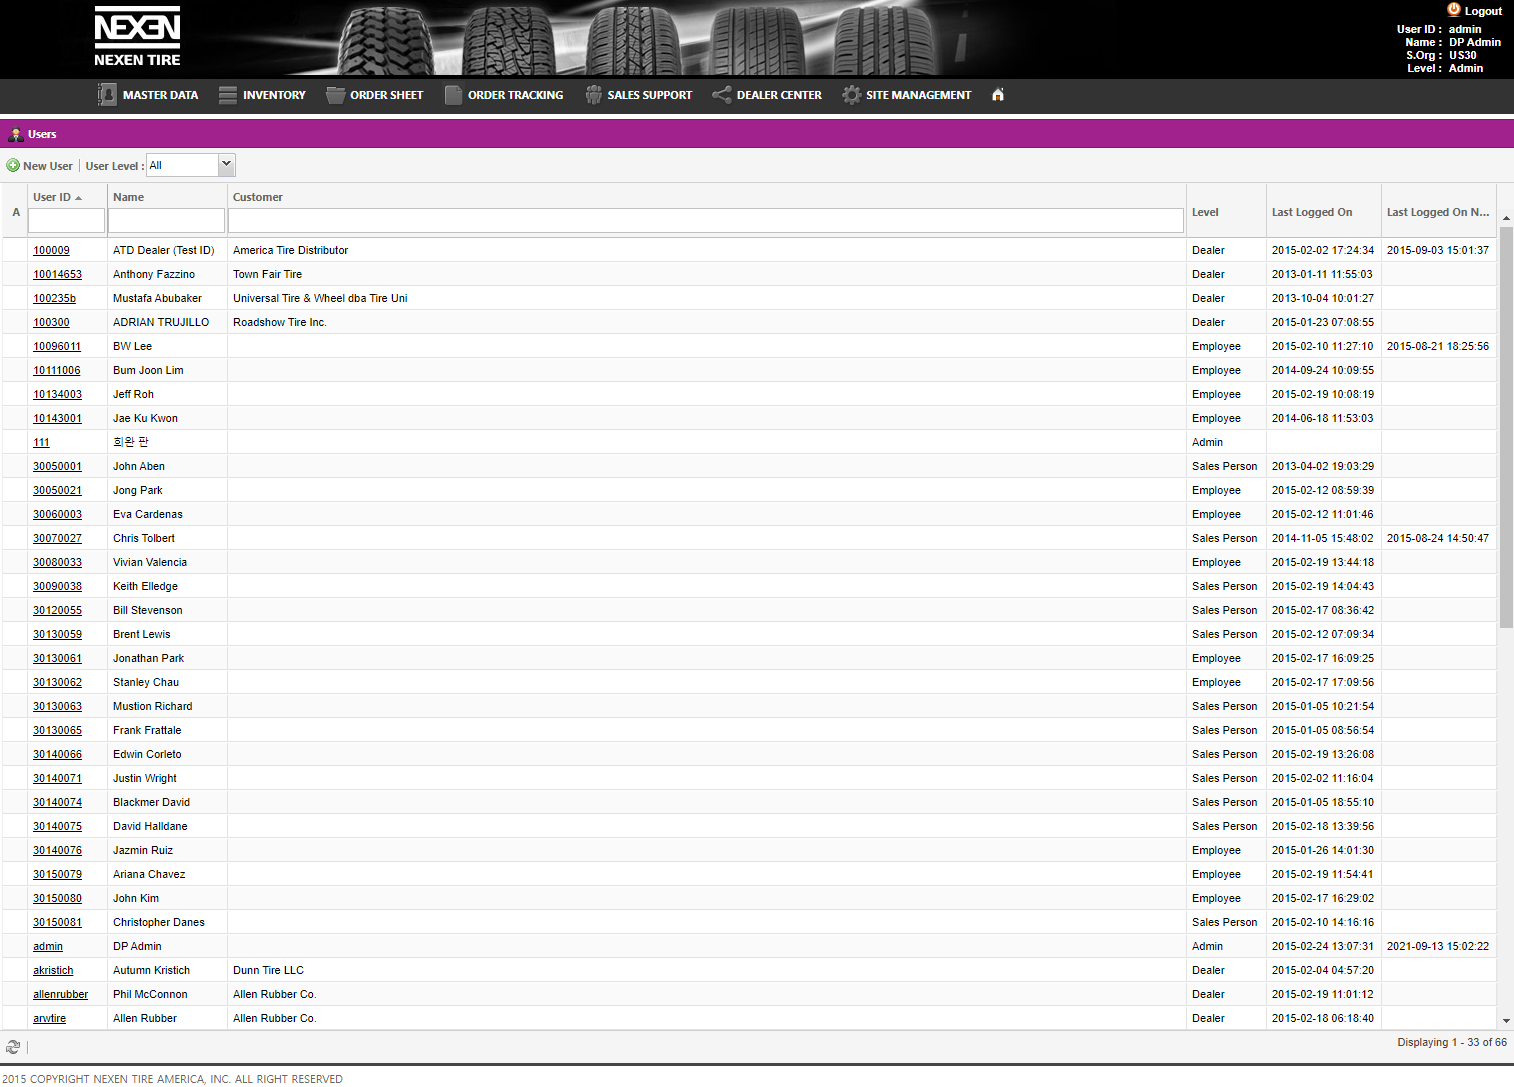 NEXEN
NEXEN TIRE
Logout
User ID : admin
Name : DP Admin
S.Org : US30
Level : Admin
MASTER DATA INVENTORY ORDER SHEET ORDER TRACKING SALES SUPPORT DEALER CENTER SITE MANAGEMENT
Users
New User User Level : All
A User ID Name Customer Level Last Logged On Last Logged On N...
100009 ATD Dealer (Test ID) America Tire Distributor Dealer 2015-02-02 17:24:34 2015-09-03 15:01:37
10014653 Anthony Fazzino Town Fair Tire Dealer 2013-01-11 11:55:03
100235b Mustafa Abubaker Universal Tire & Wheel dba Tire Uni Dealer 2013-10-04 10:01:27
100300 ADRIAN TRUJILLO Roadshow Tire Inc. Dealer 2015-01-23 07:08:55
10096011 BW Lee Employee 2015-02-10 11:27:10 2015-08-21 18:25:56
10111006 Bum Joon Lim Employee 2014-09-24 10:09:55
10134003 Jeff Roh Employee 2015-02-19 10:08:19
10143001 Jae Ku Kwon Employee 2014-06-18 11:53:03
111 희완 판 Admin
30050001 John Aben Sales Person 2013-04-02 19:03:29
30050021 Jong Park Employee 2015-02-12 08:59:39
30060003 Eva Cardenas Employee 2015-02-12 11:01:46
30070027 Chris Tolbert Sales Person 2014-11-05 15:48:02 2015-08-24 14:50:47
30080033 Vivian Valencia Employee 2015-02-19 13:44:18
30090038 Keith Elledge Sales Person 2015-02-19 14:04:43
30120055 Bill Stevenson Sales Person 2015-02-17 08:36:42
30130059 Brent Lewis Sales Person 2015-02-12 07:09:34
30130061 Jonathan Park Employee 2015-02-17 16:09:25
30130062 Stanley Chau Employee 2015-02-17 17:09:56
30130063 Mustion Richard Sales Person 2015-01-05 10:21:54
30130065 Frank Frattale Sales Person 2015-01-05 08:56:54
30140066 Edwin Corleto Sales Person 2015-02-19 13:26:08
30140071 Justin Wright Sales Person 2015-02-02 11:16:04
30140074 Blackmer David Sales Person 2015-01-05 18:55:10
30140075 David Halldane Sales Person 2015-02-18 13:39:56
30140076 Jazmin Ruiz Employee 2015-01-26 14:01:30
30150079 Ariana Chavez Employee 2015-02-19 11:54:41
30150080 John Kim Employee 2015-02-17 16:29:02
30150081 Christopher Danes Sales Person 2015-02-10 14:16:16
admin DP Admin Admin 2015-02-24 13:07:31 2021-09-13 15:02:22
akristich Autumn Kristich Dunn Tire LLC Dealer 2015-02-04 04:57:20
allenrubber Phil McConnon Allen Rubber Co. Dealer 2015-02-19 11:01:12
arwtire Allen Rubber Allen Rubber Co. Dealer 2015-02-18 06:18:40
Displaying 1 - 33 of 66
2015 COPYRIGHT NEXEN TIRE AMERICA, INC. ALL RIGHT RESERVED